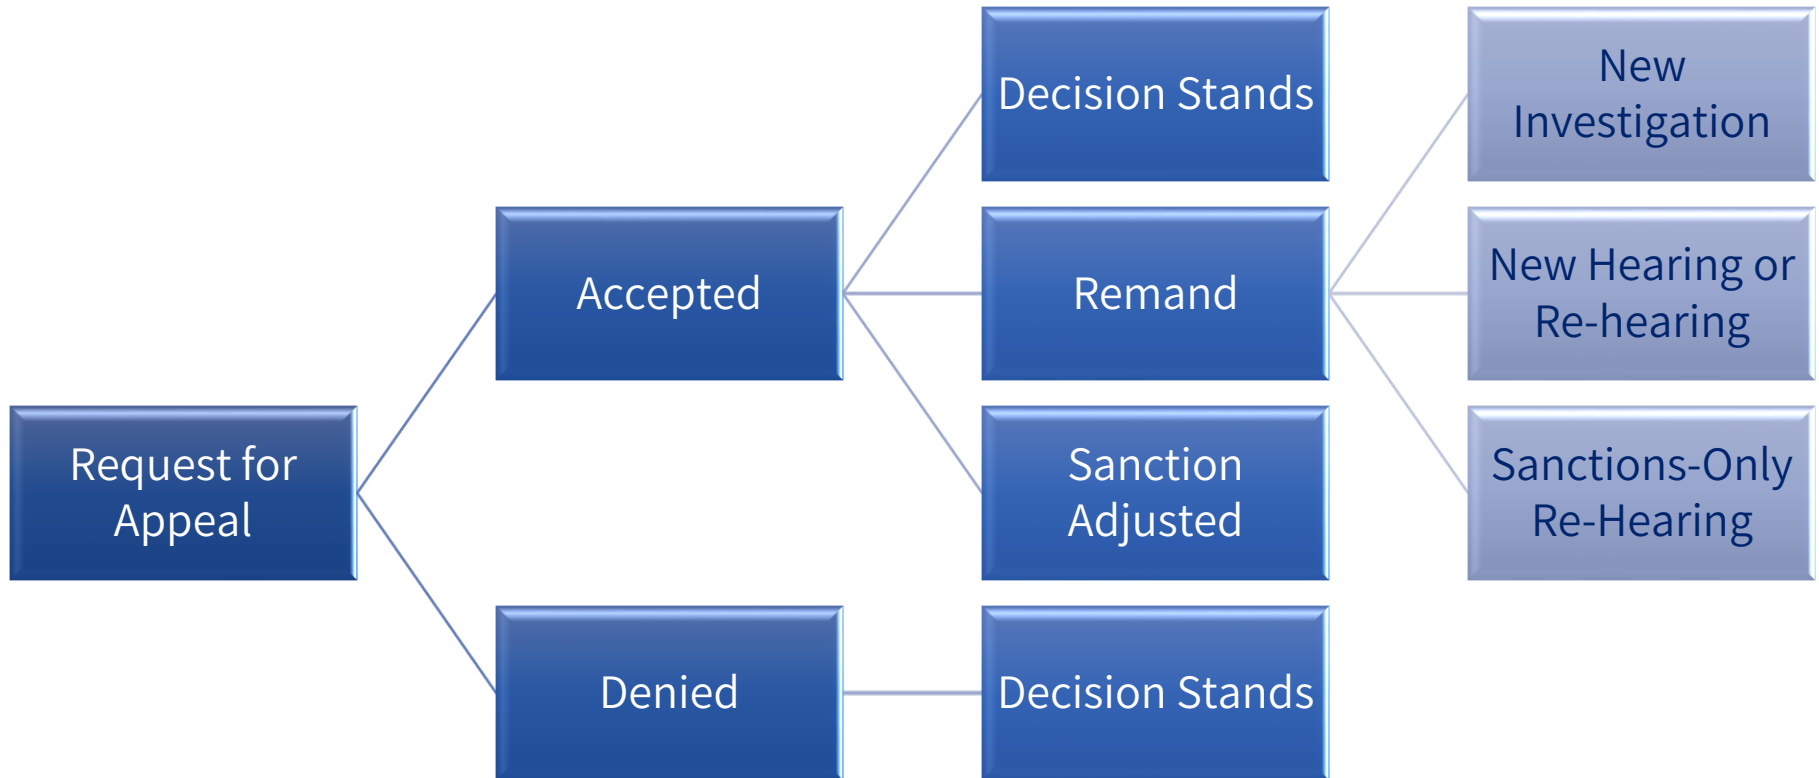 Request for
Appeal
Accepted
Decision Stands
Remand
New
Investigation
New Hearing or
Re-hearing
Sanctions-Only
Re-Hearing
Sanction
Adjusted
Denied
Decision Stands